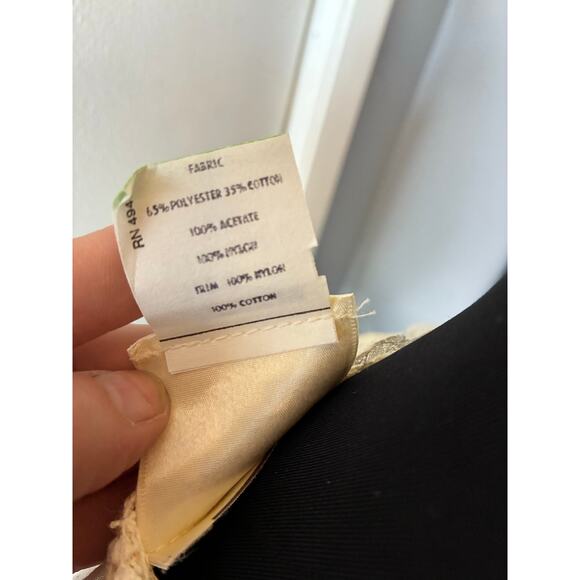 FABRIC
65% POLYESTER 35% COTTON
100% ACETATE
100% NYLON
TRIM 100% NYLON
100% COTTON
RN 494